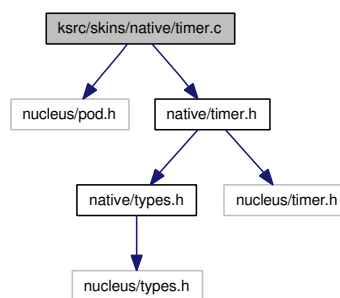 ksrc/skins/native/timer.c
nucleus/pod.h
native/timer.h
native/types.h
nucleus/timer.h
nucleus/types.h